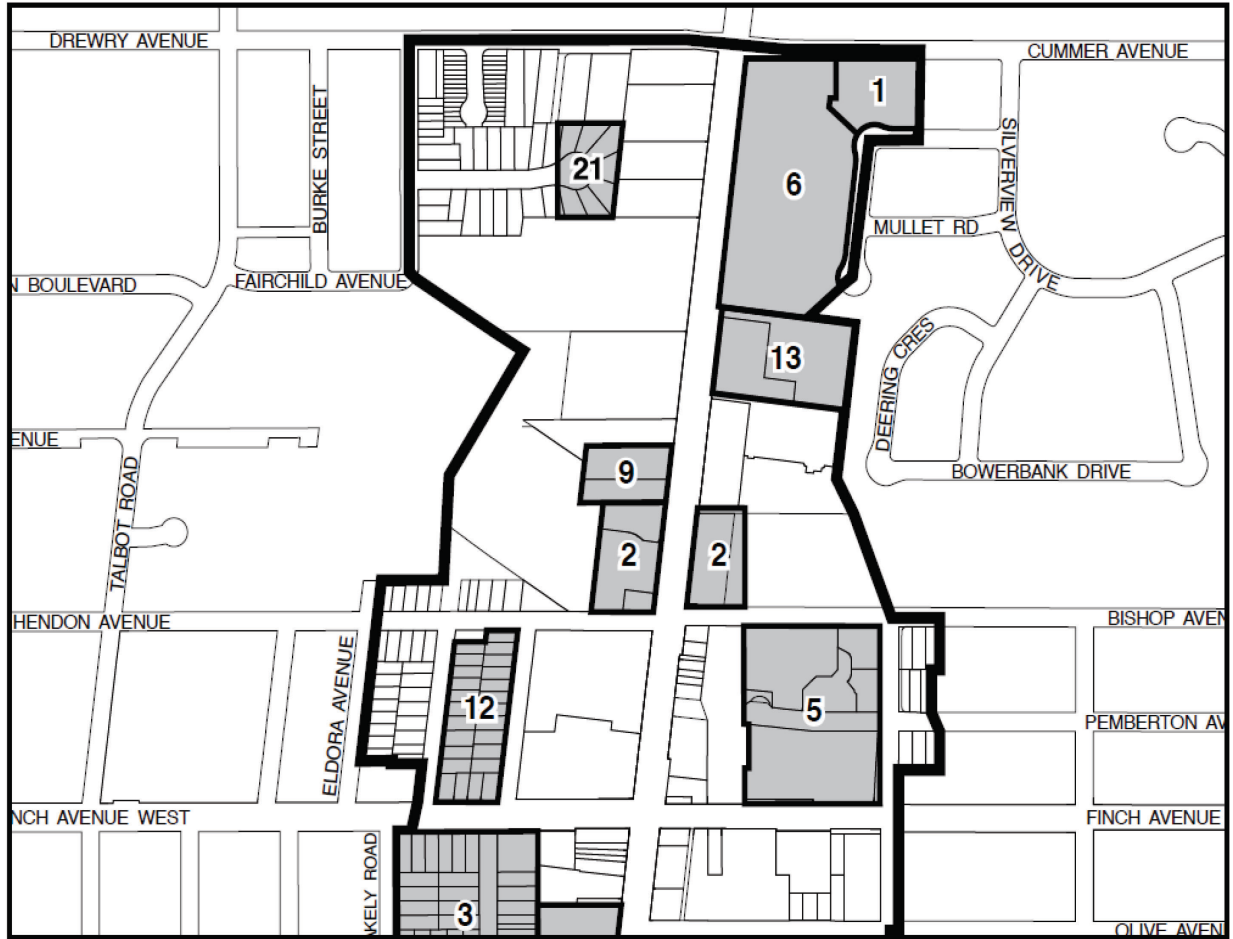 DREWRY AVENUE
CUMMER AVENUE
1
BURKE STREET
SILVERVIEW DRIVE
21
6
MULLET RD
N BOULEVARD
FAIRCHILD AVENUE
13
DEERING CRES
ENUE
9
BOWERBANK DRIVE
TALBOT ROAD
2
2
HENDON AVENUE
BISHOP AVEN
ELDORA AVENUE
12
5
PEMBERTON AV
NCH AVENUE WEST
FINCH AVENUE
AKELY ROAD
3
OLIVE AVEN